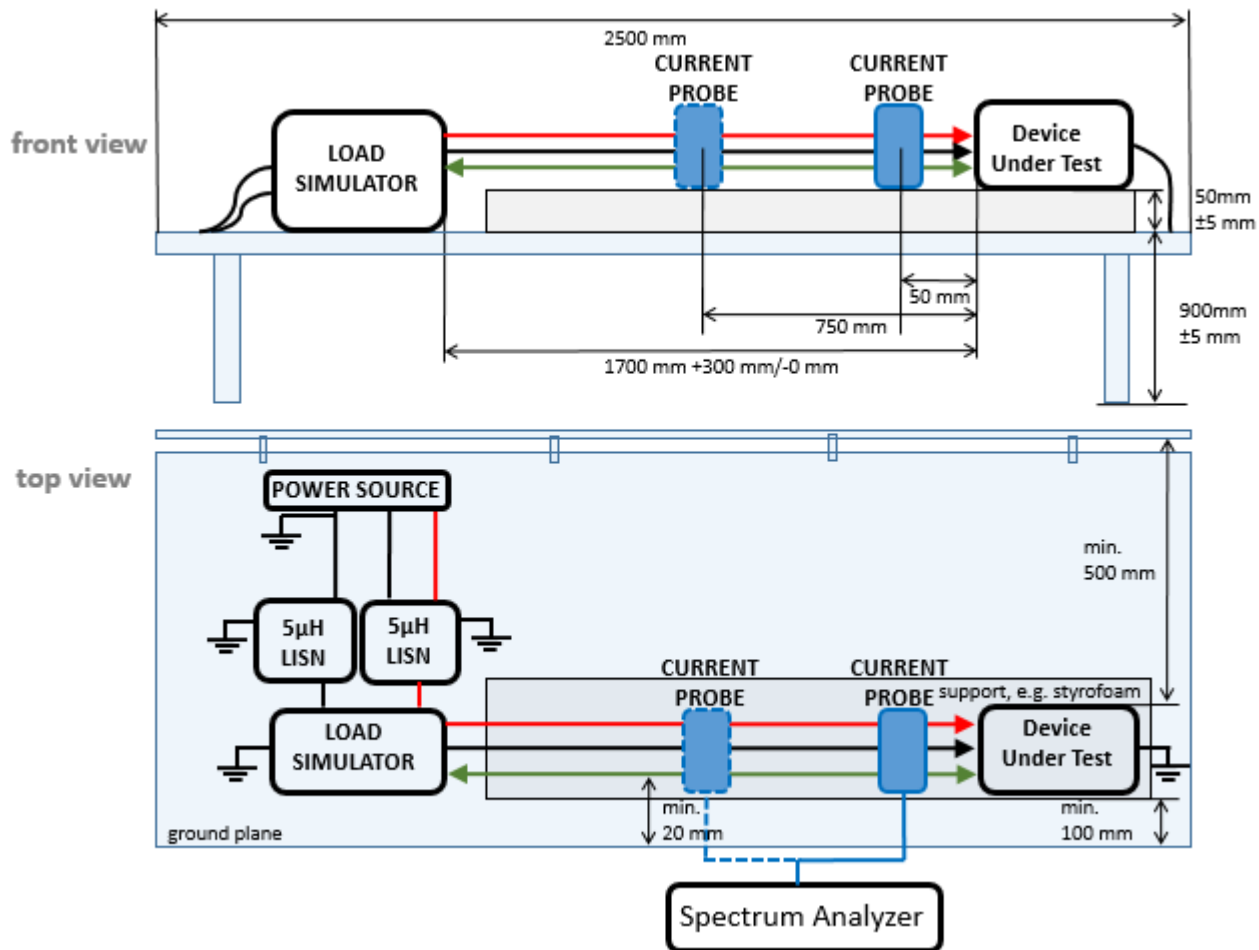 2500 mm
CURRENT
PROBE
CURRENT
PROBE
front view
LOAD
SIMULATOR
Device
Under Test
50mm
±5 mm
50 mm
900mm
±5 mm
750 mm
1700 mm +300 mm/-0 mm
top view
POWER SOURCE
min.
500 mm
5µH
LISN
5µH
LISN
CURRENT
PROBE
CURRENT
PROBE
support, e.g. styrofoam
LOAD
SIMULATOR
Device
Under Test
min.
20 mm
min.
100 mm
ground plane
Spectrum Analyzer